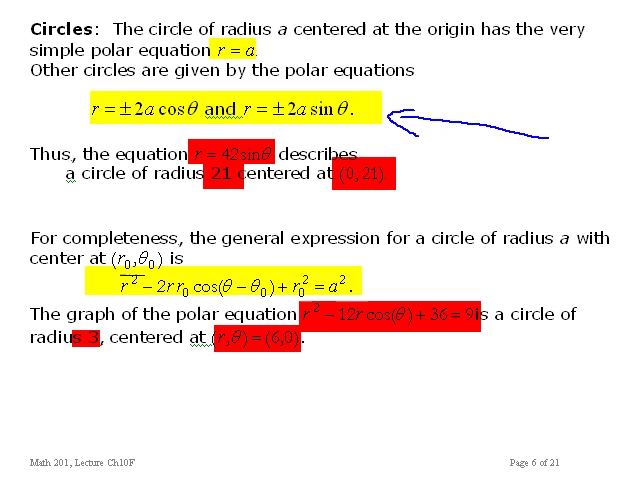 Circles: The circle of radius a centered at the origin has the very
simple polar equation r = a.
Other circles are given by the polar equations
r = ± 2a cos θ and r = ± 2a sin θ.
Thus, the equation r = 42sinθ describes
a circle of radius 21 centered at (0, 21)
For completeness, the general expression for a circle of radius a with
center at (r₀,θ₀) is
r² − 2r r₀ cos(θ − θ₀) + r₀² = a².
The graph of the polar equation r² − 12r cos(θ) + 36 = 9 is a circle of
radius 3, centered at (r,θ) = (6,0).
Math 201, Lecture Ch10F Page 6 of 21